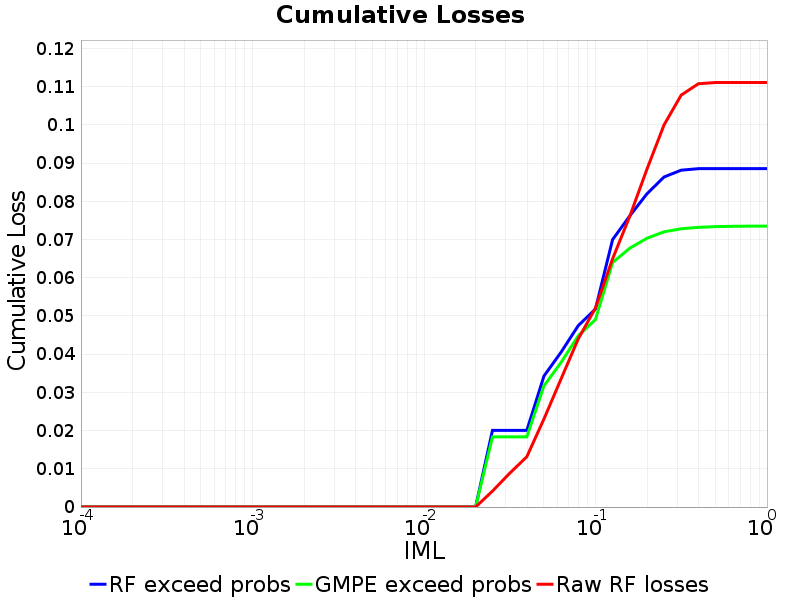 Cumulative Losses
0.12
0.11
0.1
0.09
0.08
0.07
0.06
0.05
0.04
0.03
0.02
0.01
0
Cumulative Loss
10-4 10-3 10-2 10-1 100
IML
RF exceed probs GMPE exceed probs Raw RF losses